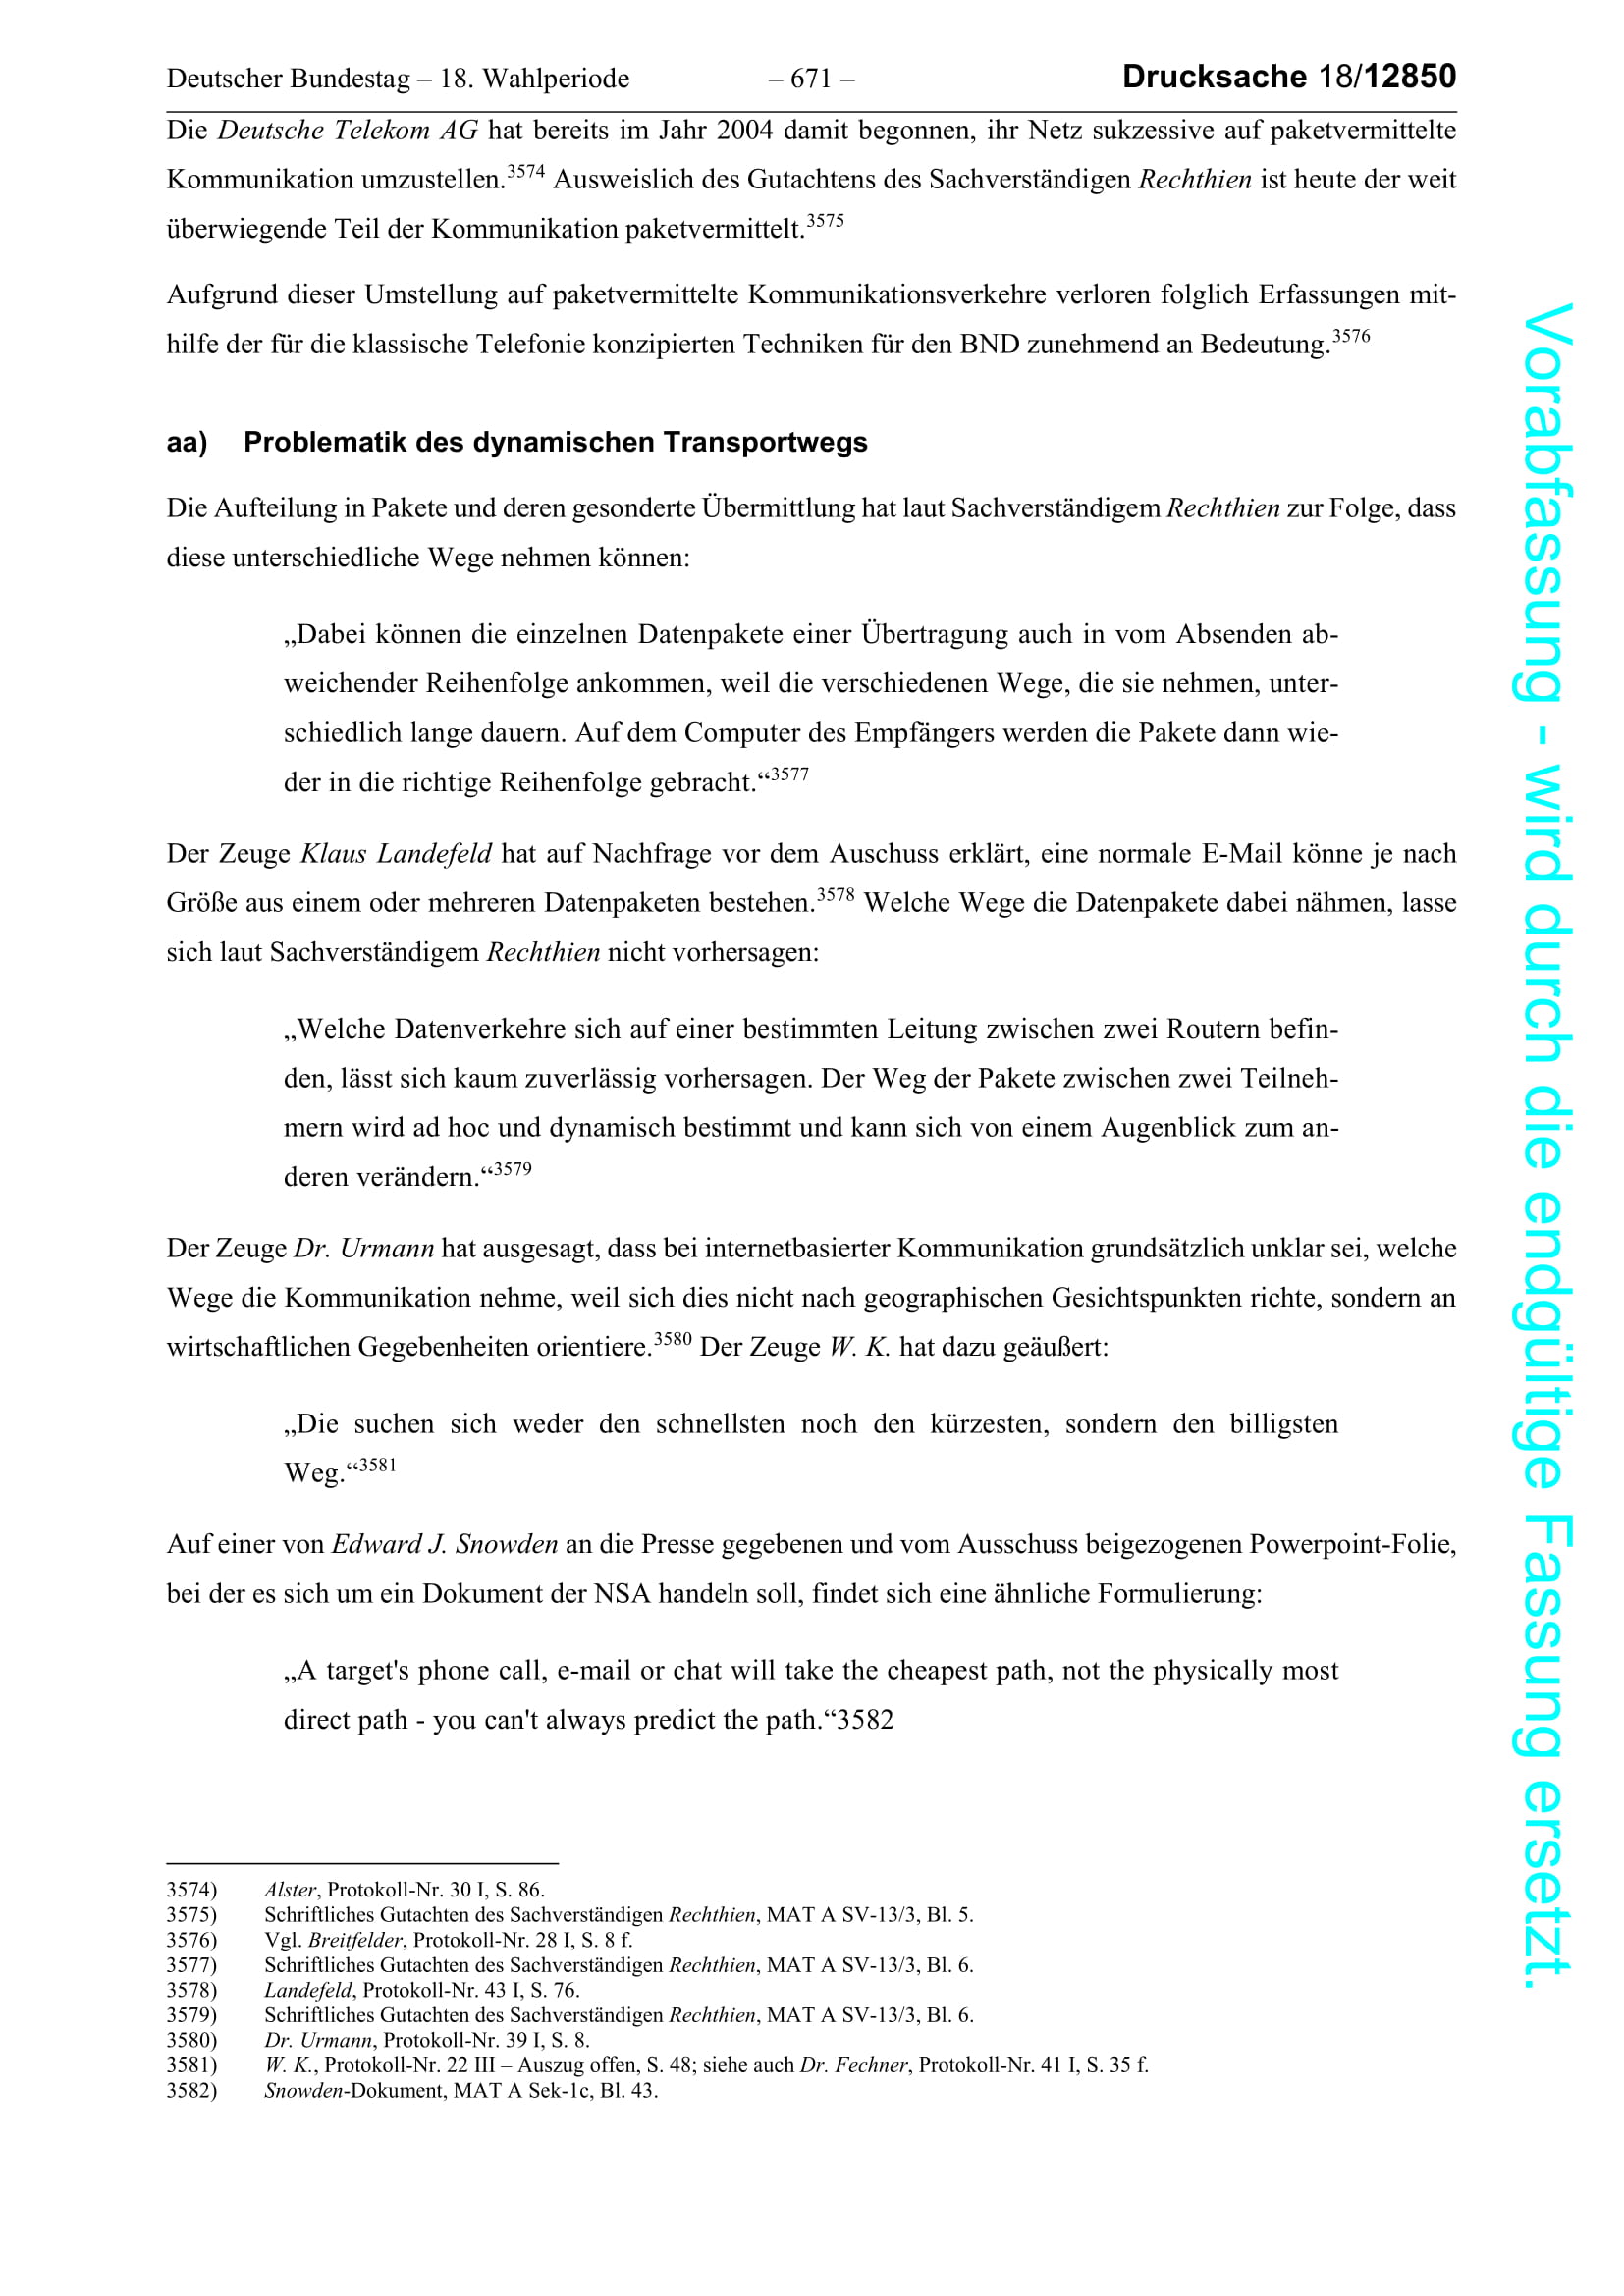 Deutscher Bundestag – 18. Wahlperiode – 671 – Drucksache 18/12850
Die Deutsche Telekom AG hat bereits im Jahr 2004 damit begonnen, ihr Netz sukzessive auf paketvermittelte
Kommunikation umzustellen.3574 Ausweislich des Gutachtens des Sachverständigen Rechthien ist heute der weit
überwiegende Teil der Kommunikation paketvermittelt.3575
Aufgrund dieser Umstellung auf paketvermittelte Kommunikationsverkehre verloren folglich Erfassungen mit-
hilfe der für die klassische Telefonie konzipierten Techniken für den BND zunehmend an Bedeutung.3576
aa) Problematik des dynamischen Transportwegs
Die Aufteilung in Pakete und deren gesonderte Übermittlung hat laut Sachverständigem Rechthien zur Folge, dass
diese unterschiedliche Wege nehmen können:
„Dabei können die einzelnen Datenpakete einer Übertragung auch in vom Absenden ab-
weichender Reihenfolge ankommen, weil die verschiedenen Wege, die sie nehmen, unter-
schiedlich lange dauern. Auf dem Computer des Empfängers werden die Pakete dann wie-
der in die richtige Reihenfolge gebracht.“3577
Der Zeuge Klaus Landefeld hat auf Nachfrage vor dem Auschuss erklärt, eine normale E-Mail könne je nach
Größe aus einem oder mehreren Datenpaketen bestehen.3578 Welche Wege die Datenpakete dabei nähmen, lasse
sich laut Sachverständigem Rechthien nicht vorhersagen:
„Welche Datenverkehre sich auf einer bestimmten Leitung zwischen zwei Routern befin-
den, lässt sich kaum zuverlässig vorhersagen. Der Weg der Pakete zwischen zwei Teilneh-
mern wird ad hoc und dynamisch bestimmt und kann sich von einem Augenblick zum an-
deren verändern.“3579
Der Zeuge Dr. Urmann hat ausgesagt, dass bei internetbasierter Kommunikation grundsätzlich unklar sei, welche
Wege die Kommunikation nehme, weil sich dies nicht nach geographischen Gesichtspunkten richte, sondern an
wirtschaftlichen Gegebenheiten orientiere.3580 Der Zeuge W. K. hat dazu geäußert:
„Die suchen sich weder den schnellsten noch den kürzesten, sondern den billigsten
Weg.“3581
Auf einer von Edward J. Snowden an die Presse gegebenen und vom Ausschuss beigezogenen Powerpoint-Folie,
bei der es sich um ein Dokument der NSA handeln soll, findet sich eine ähnliche Formulierung:
„A target's phone call, e-mail or chat will take the cheapest path, not the physically most
direct path - you can't always predict the path.“3582
3574) Alster, Protokoll-Nr. 30 I, S. 86.
3575) Schriftliches Gutachten des Sachverständigen Rechthien, MAT A SV-13/3, Bl. 5.
3576) Vgl. Breitfelder, Protokoll-Nr. 28 I, S. 8 f.
3577) Schriftliches Gutachten des Sachverständigen Rechthien, MAT A SV-13/3, Bl. 6.
3578) Landefeld, Protokoll-Nr. 43 I, S. 76.
3579) Schriftliches Gutachten des Sachverständigen Rechthien, MAT A SV-13/3, Bl. 6.
3580) Dr. Urmann, Protokoll-Nr. 39 I, S. 8.
3581) W. K., Protokoll-Nr. 22 III – Auszug offen, S. 48; siehe auch Dr. Fechner, Protokoll-Nr. 41 I, S. 35 f.
3582) Snowden-Dokument, MAT A Sek-1c, Bl. 43.
Vorabfassung - wird durch die endgültige Fassung ersetzt.